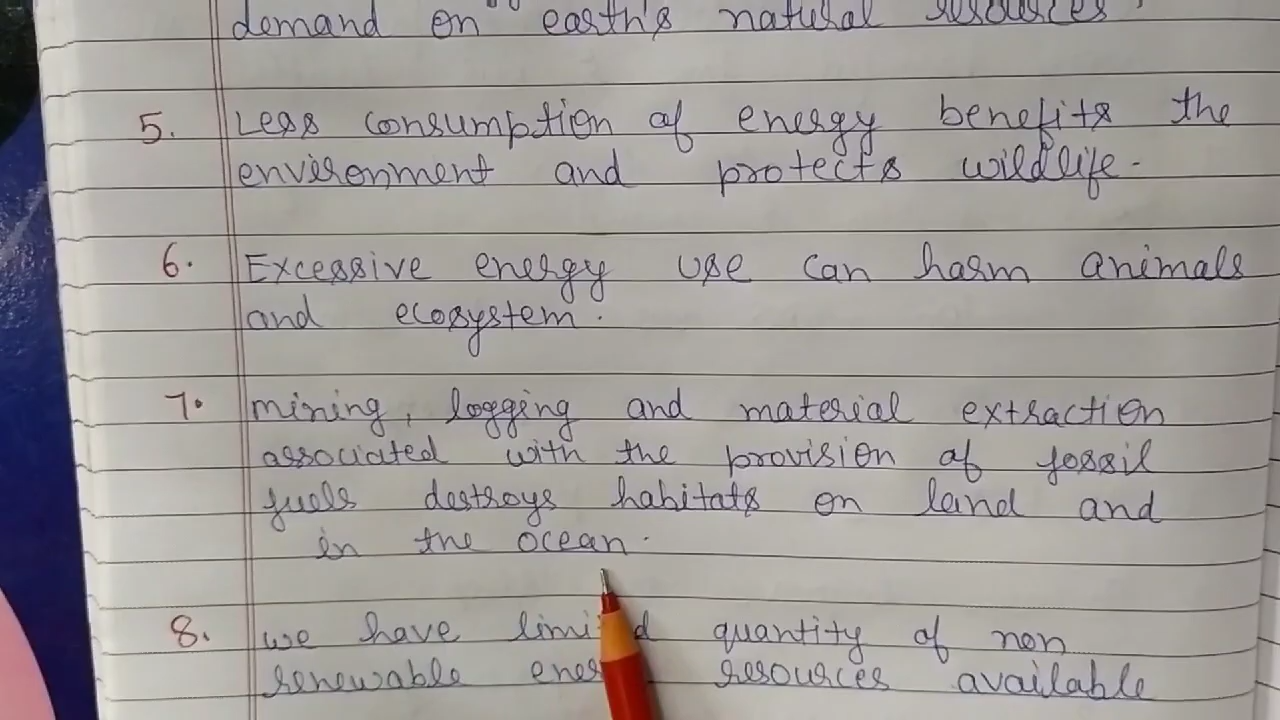 demand on earth's natural resources.
5. Less consumption of energy benefits the
environment and protects wildlife.
6. Excessive energy use can harm animals
and ecosystem.
7. mining, logging and material extraction
associated with the provision of fossil
fuels destroys habitats on land and
in the ocean.
8. we have quantity of non
renewable resources available